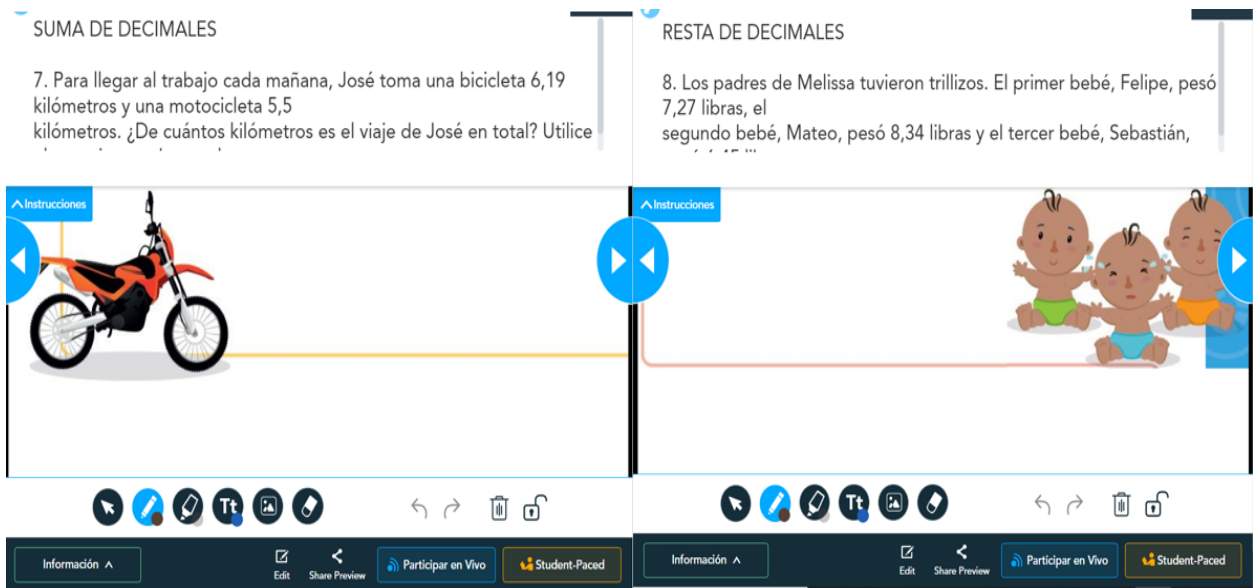 SUMA DE DECIMALES
7. Para llegar al trabajo cada mañana, José toma una bicicleta 6,19
kilómetros y una motocicleta 5,5
kilómetros. ¿De cuántos kilómetros es el viaje de José en total? Utilice
Instrucciones
Tt
Información
Edit
Share Preview
Participar en Vivo
Student-Paced
RESTA DE DECIMALES
8. Los padres de Melissa tuvieron trillizos. El primer bebé, Felipe, pesó
7,27 libras, el
segundo bebé, Mateo, pesó 8,34 libras y el tercer bebé, Sebastián,
Instrucciones
Tt
Información
Edit
Share Preview
Participar en Vivo
Student-Paced